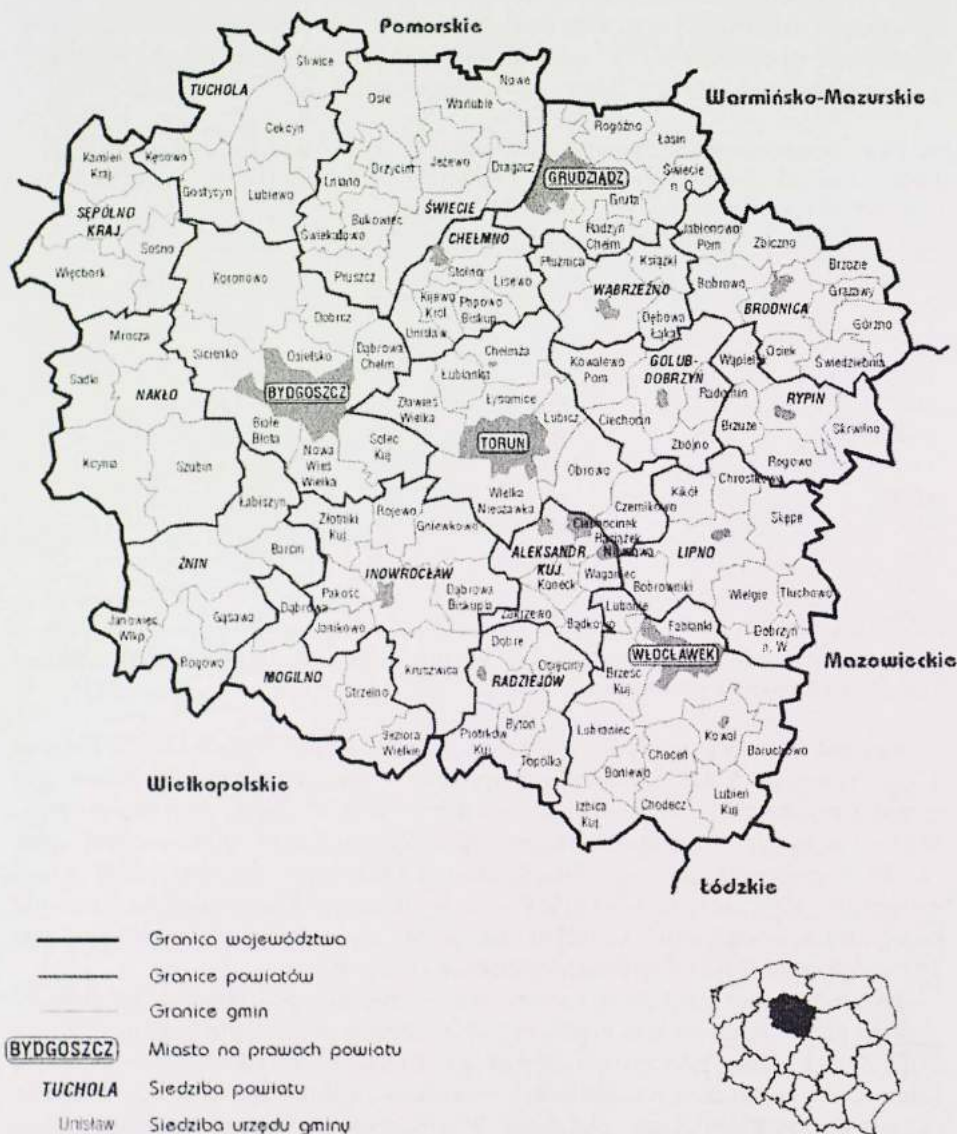 Pomorskie
Śliwice
TUCHOLA
Osie
Warlubie
Nowe
Warmińsko-Mazurskie
Rogóźno
Łasin
Cekcyn
Kamień
Kraj.
Kęsowo
Drzycim
Jeżewo
Dragacz
GRUDZIĄDZ
Świecie
n. O
Gostycyn
Lubiewo
Lniano
Gruta
SĘPÓLNO
KRAJ.
Bukowiec
ŚWIECIE
Świekatowo
Radzyn
Chełm
Jabłonowo
Pom
Zbiczno
CHEŁMNO
Sośno
Więcbork
Koronowo
Pruszcz
Stolno
Lisewo
Płużnica
Książki
WĄBRZEŹNO
Bobrowo
Brzozie
Grążawy
BRODNICA
Kijewo
Król
Papowo
Biskup
Dębowa
Łąka
Górzno
Mrocza
Dobrcz
Unisław
Osiek
Świedziebnia
Sicienko
Osielsko
Dąbrowa
Chełm
Chełmża
Łubianka
Kowalewo
Pom
GOLUB-
DOBRZYŃ
Wąpiels
Sadki
NAKŁO
BYDGOSZCZ
Zławieś
Wielka
Łysomice
Radomin
RYPIN
Lubicz
Ciechocin
Brzuze
Skrwilno
Białe
Błota
Solec
Kuj
TORUŃ
Zbójno
Kcynia
Szubin
Nowa
Wieś
Wielka
Obrowo
Rogowo
Wielka
Nieszawka
Kikół
Chrostkowo
Łabiszyn
Złotniki
Kuj
Rojewo
Gniewkowo
Czernikowo
Skępe
Ciechocinek
Raciążek
ALEKSANDR.
KUJ.
LIPNO
ŻNIN
Barcin
INOWROCŁAW
Waganiec
Koneck
Bobrowniki
Pakość
Dąbrowa
Biskupia
Wielgie
Tłuchowo
Janowiec
Wlkp.
Gąsawa
Dąbrowa
Janikowo
Zakrzewo
Lubanie
Bądkowo
Fabianki
Dobrzyń
n. W
Dobre
Rogowo
WŁOCŁAWEK
Mazowieckie
MOGILNO
Kruszwica
RADZIEJÓW
Osięciny
Brześć
Kuj.
Strzelno
Kowal
Piotrków
Kuj
Bytoń
Lubraniec
Jeziora
Wielkie
Choceń
Baruchowo
Topólka
Boniewo
Wielkopolskie
Izbica
Kuj.
Chodecz
Lubień
Kuj
Łódzkie
Granica województwa
Granice powiatów
Granice gmin
BYDGOSZCZ Miasto na prawach powiatu
TUCHOLA Siedziba powiatu
Unisław Siedziba urzędu gminy